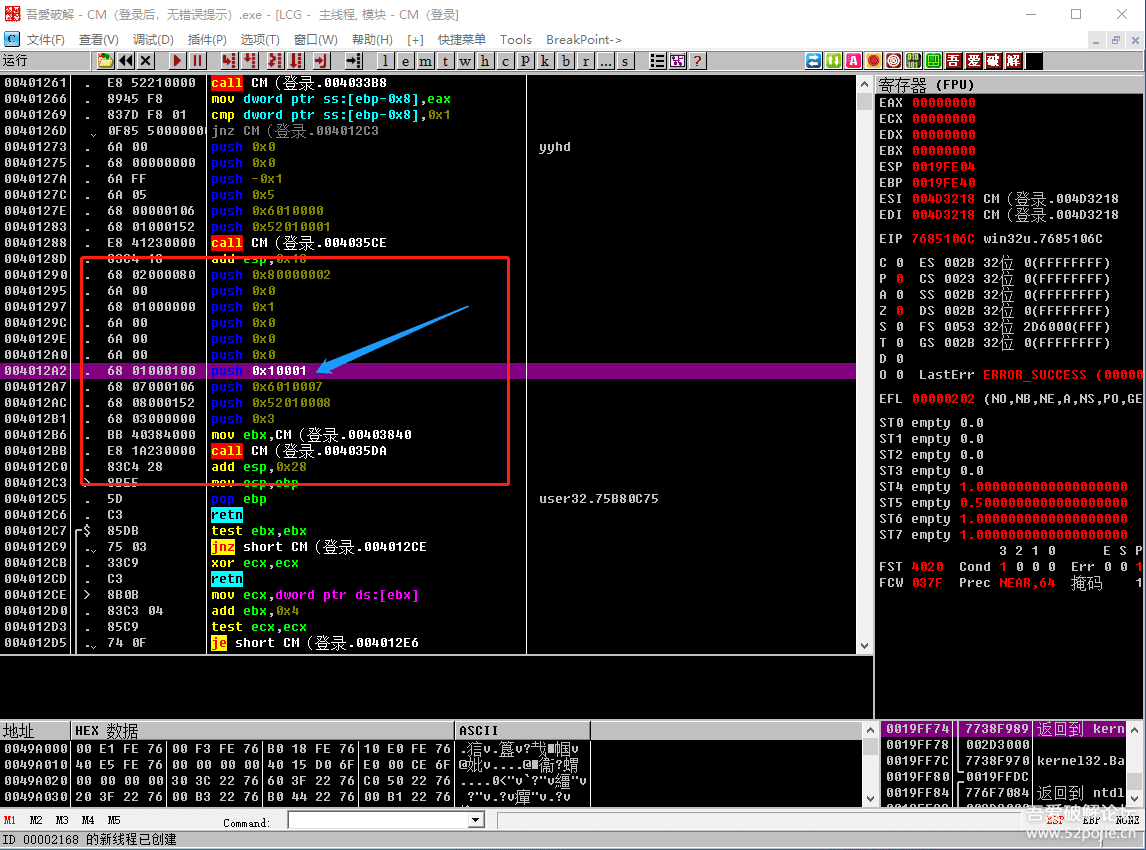 吾爱破解 - CM（登录后，无错误提示）.exe - [LCG - 主线程, 模块 - CM（登录]
文件(F) 查看(V) 调试(D) 插件(P) 选项(T) 窗口(W) 帮助(H) [+] 快捷菜单 Tools BreakPoint->
运行 l e m t w h c p k b r ... s ? 吾 爱 破 解
00401261 . E8 52210000 call CM（登录.004033B8
00401266 . 8945 F8 mov dword ptr ss:[ebp-0x8],eax
00401269 . 837D F8 01 cmp dword ptr ss:[ebp-0x8],0x1
0040126D . 0F85 5000000 jnz CM（登录.004012C3
00401273 . 6A 00 push 0x0 yyhd
00401275 . 68 00000000 push 0x0
0040127A . 6A FF push -0x1
0040127C . 6A 05 push 0x5
0040127E . 68 00000106 push 0x6010000
00401283 . 68 01000152 push 0x52010001
00401288 . E8 41230000 call CM（登录.004035CE
0040128D . 83C4 18 add esp,0x18
00401290 . 68 02000080 push 0x80000002
00401295 . 6A 00 push 0x0
00401297 . 68 01000000 push 0x1
0040129C . 6A 00 push 0x0
0040129E . 6A 00 push 0x0
004012A0 . 6A 00 push 0x0
004012A2 . 68 01000100 push 0x10001
004012A7 . 68 07000106 push 0x6010007
004012AC . 68 08000152 push 0x52010008
004012B1 . 68 03000000 push 0x3
004012B6 . BB 40384000 mov ebx,CM（登录.00403840
004012BB . E8 1A230000 call CM（登录.004035DA
004012C0 . 83C4 28 add esp,0x28
004012C3 > 8BE5 mov esp,ebp
004012C5 . 5D pop ebp user32.75B80C75
004012C6 . C3 retn
004012C7 $ 85DB test ebx,ebx
004012C9 . 75 03 jnz short CM（登录.004012CE
004012CB . 33C9 xor ecx,ecx
004012CD . C3 retn
004012CE > 8B0B mov ecx,dword ptr ds:[ebx]
004012D0 . 83C3 04 add ebx,0x4
004012D3 . 85C9 test ecx,ecx
004012D5 . 74 0F je short CM（登录.004012E6
寄存器 (FPU)
EAX 00000000
ECX 00000000
EDX 00000000
EBX 00000000
ESP 0019FE04
EBP 0019FE40
ESI 004D3218 CM（登录.004D3218
EDI 004D3218 CM（登录.004D3218
EIP 7685106C win32u.7685106C
C 0 ES 002B 32位 0(FFFFFFFF)
P 0 CS 0023 32位 0(FFFFFFFF)
A 0 SS 002B 32位 0(FFFFFFFF)
Z 0 DS 002B 32位 0(FFFFFFFF)
S 0 FS 0053 32位 2D6000(FFF)
T 0 GS 002B 32位 0(FFFFFFFF)
D 0
O 0 LastErr ERROR_SUCCESS (00000
EFL 00000202 (NO,NB,NE,A,NS,PO,GE
ST0 empty 0.0
ST1 empty 0.0
ST2 empty 0.0
ST3 empty 0.0
ST4 empty 1.0000000000000000000
ST5 empty 0.5000000000000000000
ST6 empty 1.0000000000000000000
ST7 empty 1.0000000000000000000
3 2 1 0 E S P
FST 4020 Cond 1 0 0 0 Err 0 0 1
FCW 037F Prec NEAR,64 掩码 1
地址 HEX 数据 ASCII
0049A000 00 E1 FE 76 00 F3 FE 76 B0 18 FE 76 10 E0 FE 76
0049A010 40 E5 FE 76 00 00 00 00 40 15 D0 6F E0 00 CE 6F
0049A020 00 00 00 00 30 3C 22 76 60 3F 22 76 C0 50 22 76
0049A030 20 3F 22 76 00 B3 22 76 B0 44 22 76 00 B1 22 76
0019FF74 7738F989 返回到 kern
0019FF78 002D3000
0019FF7C 7738F970 kernel32.Ba
0019FF80 0019FFDC
0019FF84 776F7084 返回到 ntdl
M1 M2 M3 M4 M5 Command: ESP EBP NONE
ID 00002168 的新线程已创建
吾爱破解论坛
www.52pojie.cn